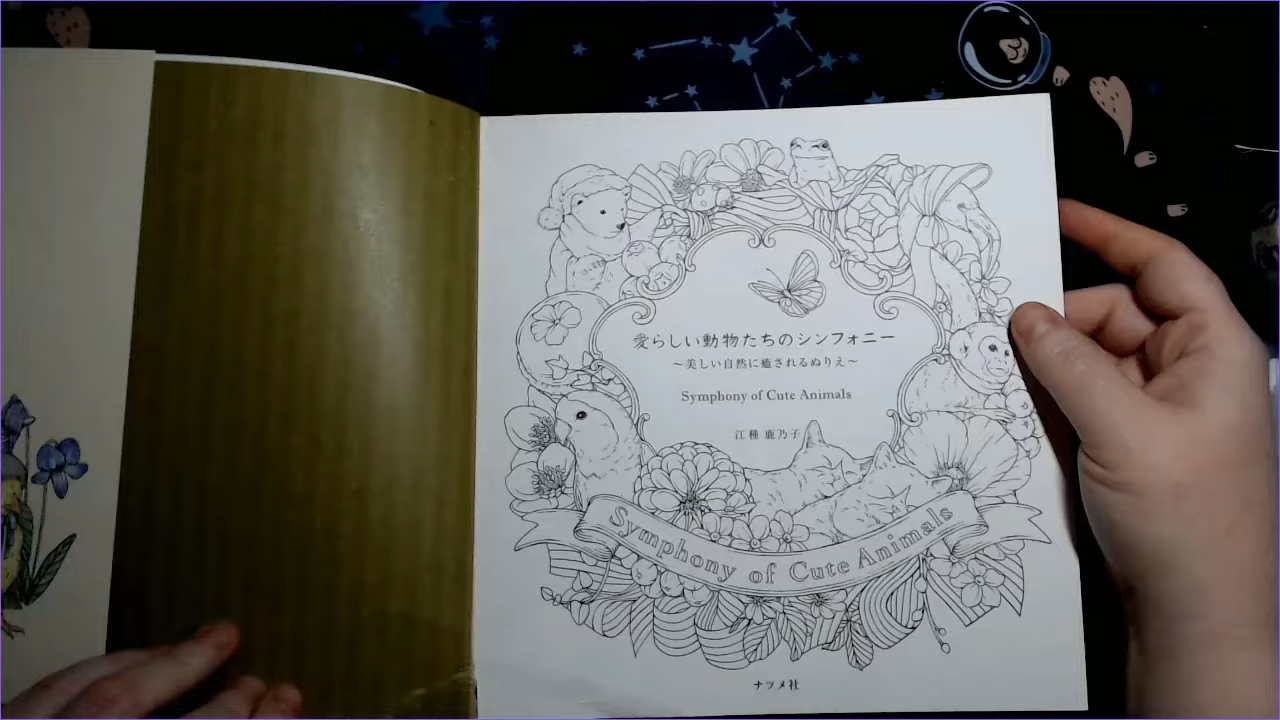 愛らしい動物たちのシンフォニー
～美しい自然に癒されるぬりえ～
Symphony of Cute Animals
江種 鹿乃子
Symphony of Cute Animals
ナツメ社